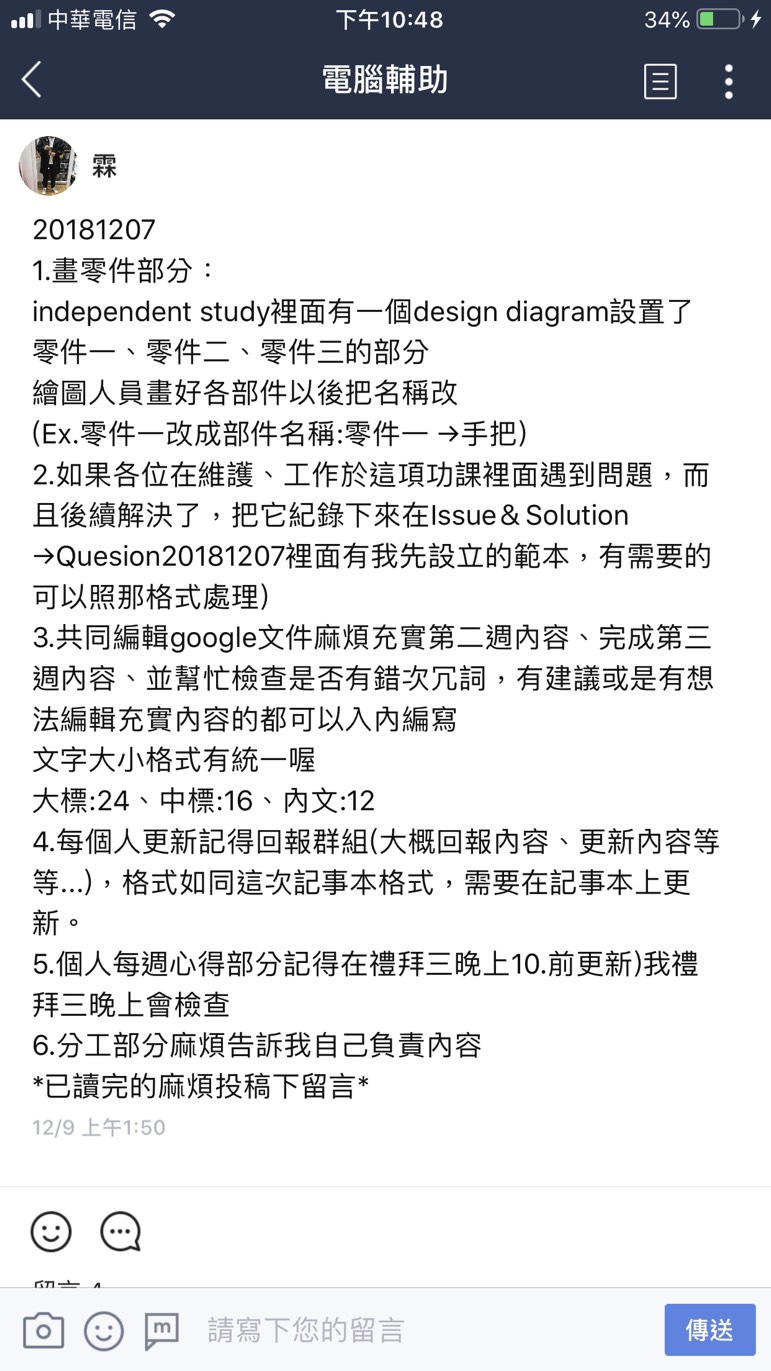 中華電信
下午10:48
34%
電腦輔助
霖
20181207
1.畫零件部分：
independent study裡面有一個design diagram設置了
零件一、零件二、零件三的部分
繪圖人員畫好各部件以後把名稱改
(Ex.零件一改成部件名稱:零件一 →手把)
2.如果各位在維護、工作於這項功課裡面遇到問題，而
且後續解決了，把它紀錄下來在Issue＆Solution
→Quesion20181207裡面有我先設立的範本，有需要的
可以照那格式處理)
3.共同編輯google文件麻煩充實第二週內容、完成第三
週內容、並幫忙檢查是否有錯次冗詞，有建議或是有想
法編輯充實內容的都可以入內編寫
文字大小格式有統一喔
大標:24、中標:16、內文:12
4.每個人更新記得回報群組(大概回報內容、更新內容等
等...)，格式如同這次記事本格式，需要在記事本上更
新。
5.個人每週心得部分記得在禮拜三晚上10.前更新)我禮
拜三晚上會檢查
6.分工部分麻煩告訴我自己負責內容
*已讀完的麻煩投稿下留言*
12/9 上午1:50
留言 4
請寫下您的留言
傳送